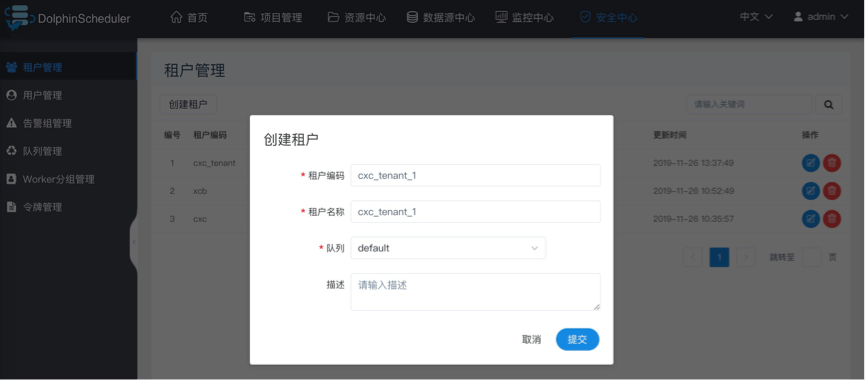 DolphinScheduler 首页 项目管理 资源中心 数据源中心 监控中心 安全中心 中文 admin
租户管理
用户管理
告警组管理
队列管理
Worker分组管理
令牌管理
租户管理
创建租户 请输入关键词
编号 租户编码 更新时间 操作
1 cxc_tenant 2019-11-26 13:37:49
2 xcb 2019-11-26 10:52:49
3 cxc 2019-11-26 10:35:57
1 跳转至 页
创建租户
* 租户编码 cxc_tenant_1
* 租户名称 cxc_tenant_1
* 队列 default
描述 请输入描述
取消 提交